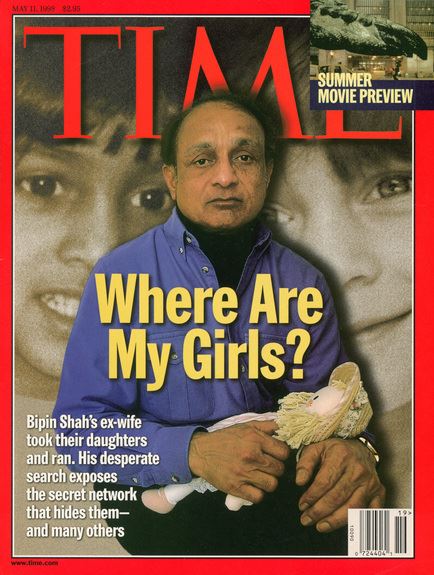 MAY 11, 1998 $2.95
TIME
SUMMER
MOVIE PREVIEW
Where Are
My Girls?
Bipin Shah's ex-wife
took their daughters
and ran. His desperate
search exposes
the secret network
that hides them—
and many others
www.time.com
19>
10090
0 724404 1